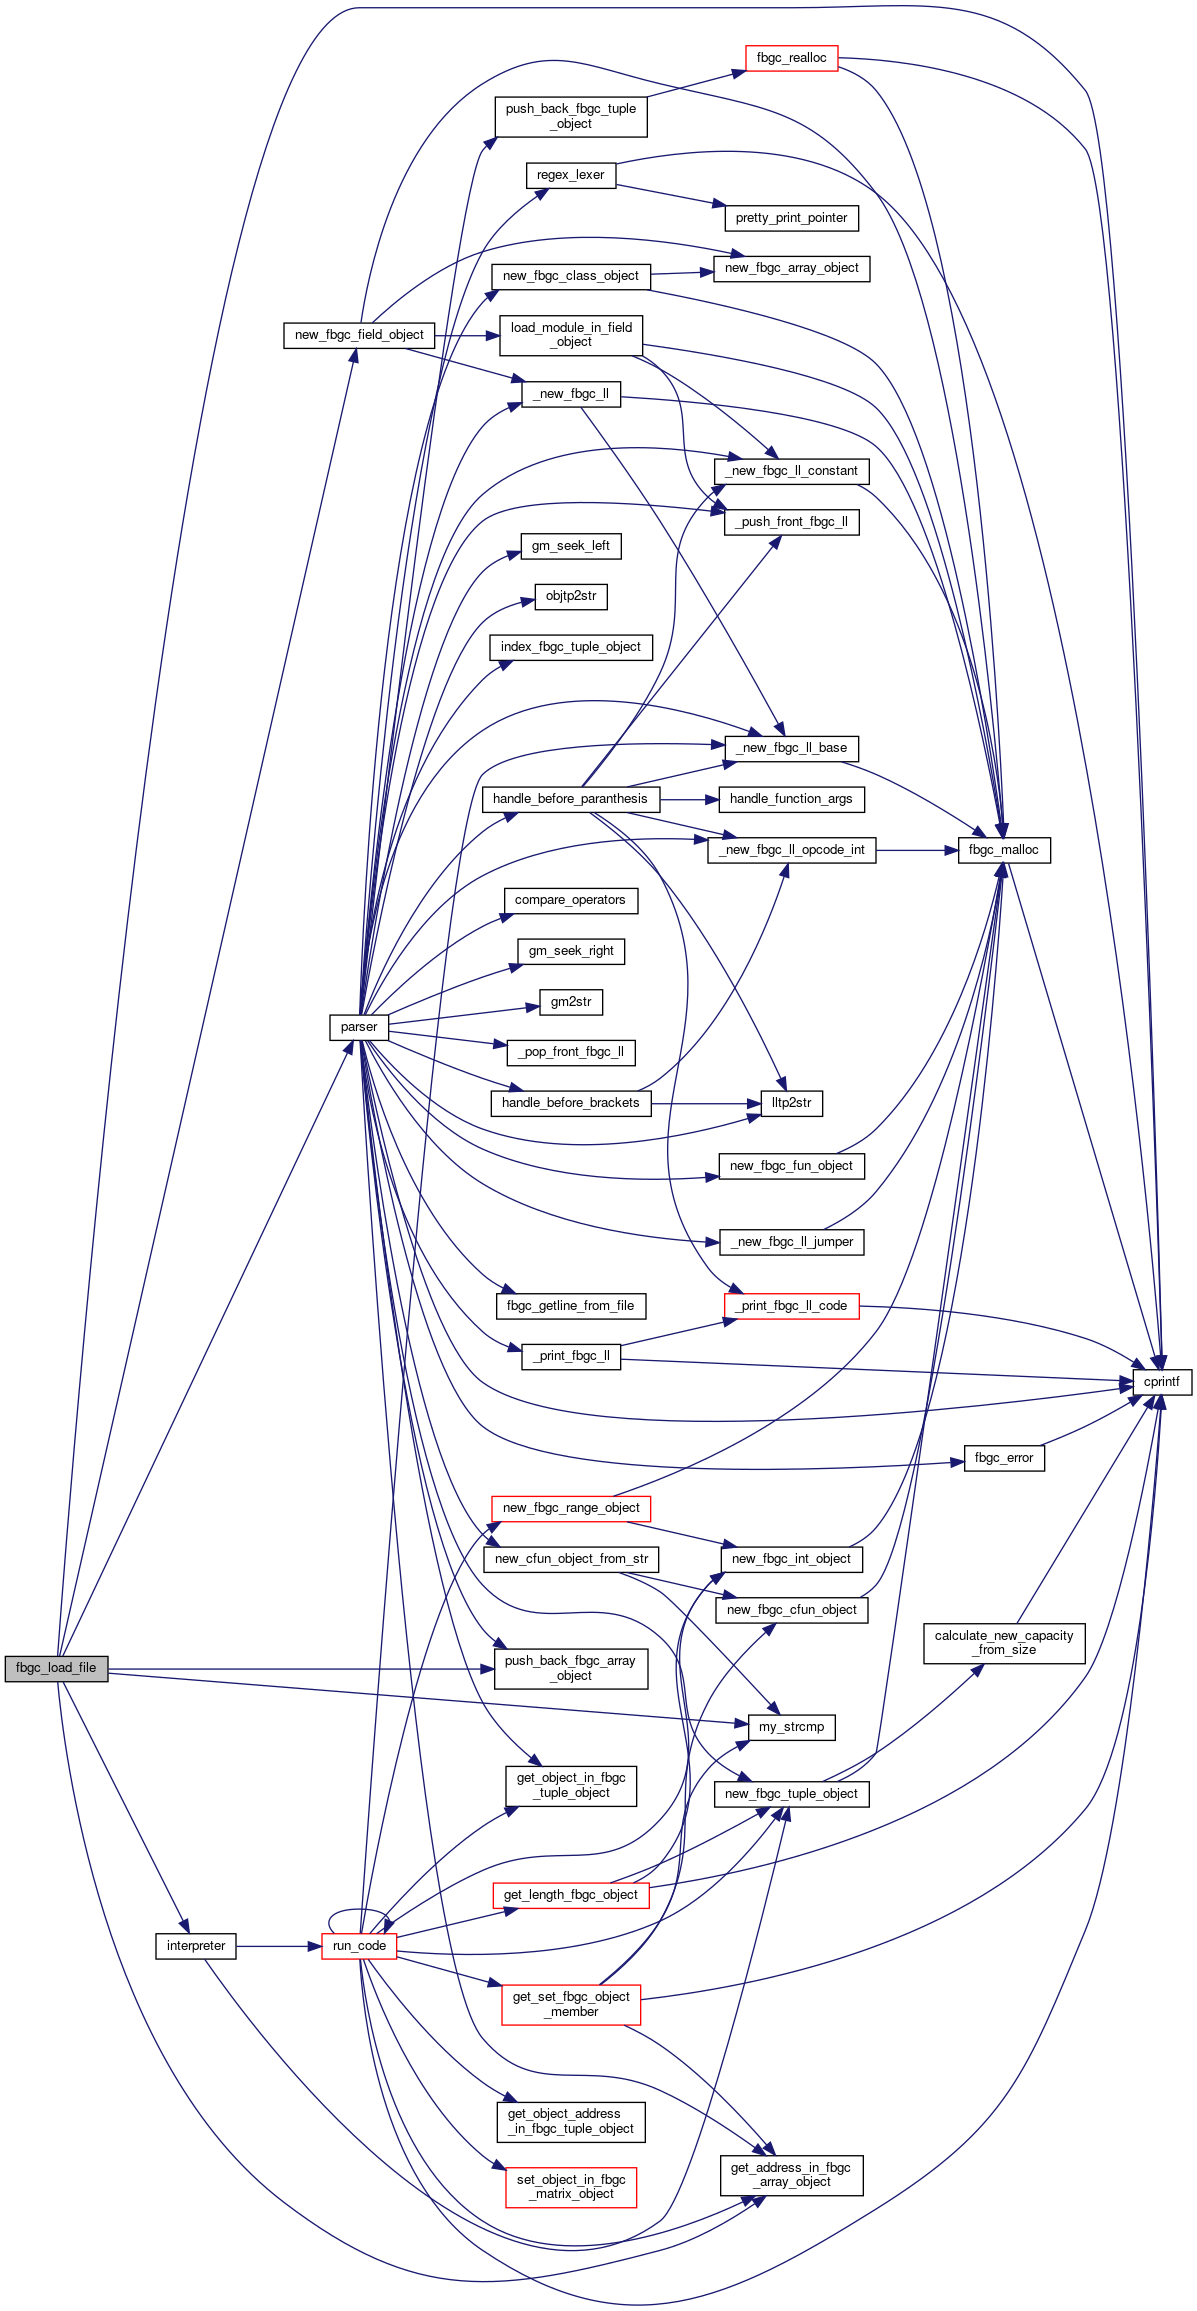 fbgc_realloc
push_back_fbgc_tuple
_object
regex_lexer
pretty_print_pointer
new_fbgc_array_object
new_fbgc_class_object
new_fbgc_field_object
load_module_in_field
_object
_new_fbgc_ll
_new_fbgc_ll_constant
_push_front_fbgc_ll
gm_seek_left
objtp2str
index_fbgc_tuple_object
_new_fbgc_ll_base
handle_before_paranthesis
handle_function_args
_new_fbgc_ll_opcode_int
fbgc_malloc
compare_operators
gm_seek_right
gm2str
parser
_pop_front_fbgc_ll
handle_before_brackets
lltp2str
new_fbgc_fun_object
_new_fbgc_ll_jumper
fbgc_getline_from_file
_print_fbgc_ll_code
_print_fbgc_ll
cprintf
fbgc_error
new_fbgc_range_object
new_cfun_object_from_str
new_fbgc_int_object
new_fbgc_cfun_object
calculate_new_capacity
_from_size
fbgc_load_file
push_back_fbgc_array
_object
my_strcmp
get_object_in_fbgc
_tuple_object
new_fbgc_tuple_object
get_length_fbgc_object
interpreter
run_code
get_set_fbgc_object
_member
get_object_address
_in_fbgc_tuple_object
get_address_in_fbgc
_array_object
set_object_in_fbgc
_matrix_object